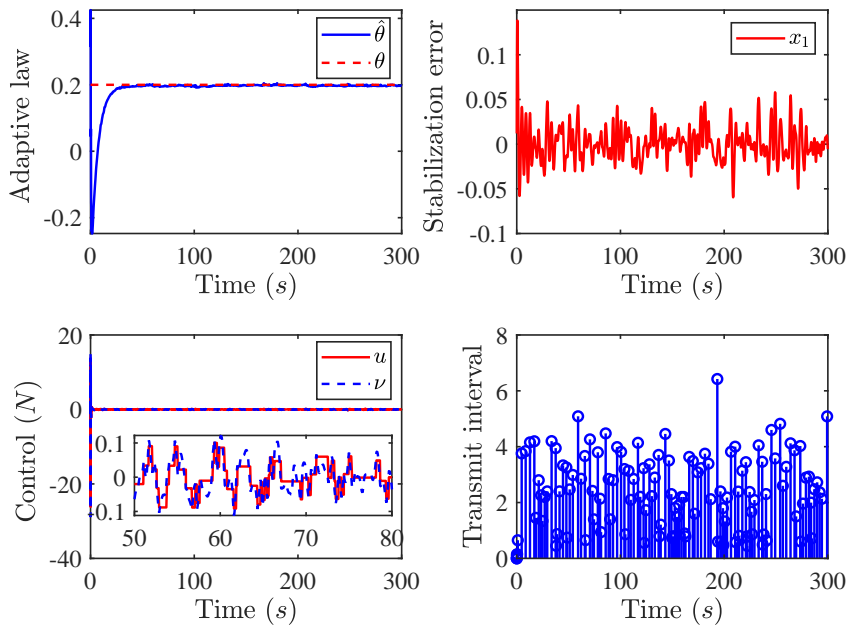 0.4
0.2
0
-0.2
Adaptive law
0 100 200 300
Time (s)
θ̂
θ
0.1
0.05
0
-0.05
-0.1
Stabilization error
0 200 300
Time (s)
x₁
20
0
-20
-40
Control (N)
0 100 200 300
Time (s)
u
ν
0.1
0
-0.1
50 60 70 80
8
6
4
2
0
Transmit interval
0 100 200 300
Time (s)